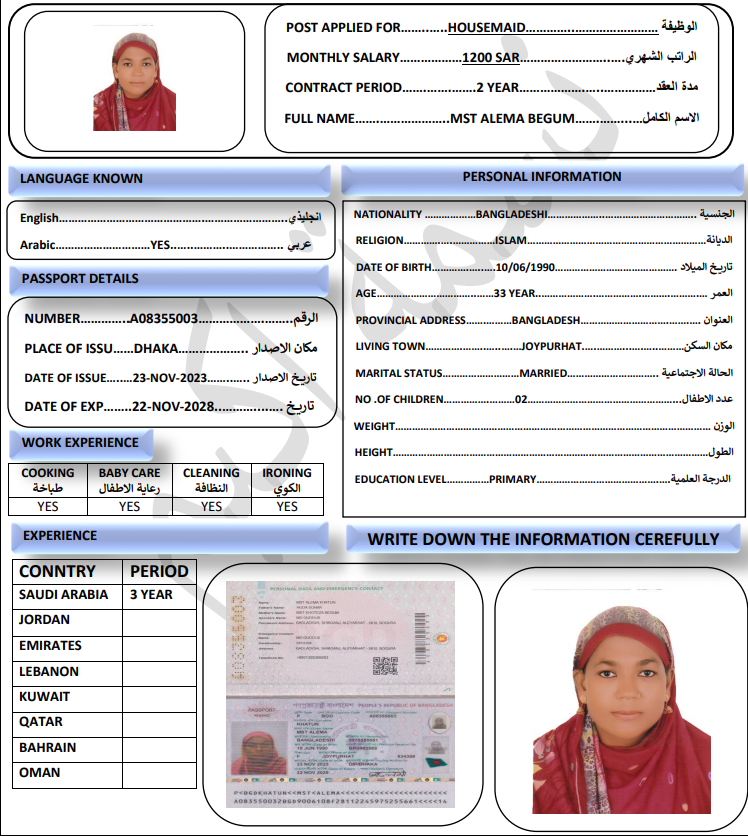 POST APPLIED FOR............HOUSEMAID................................. الوظيفة
MONTHLY SALARY.................1200 SAR.............................الراتب الشهري
CONTRACT PERIOD.....................2 YEAR....................................مدة العقد
FULL NAME........................MST ALEMA BEGUM..................الاسم الكامل
LANGUAGE KNOWN
English.............................................................انجليذي
Arabic.........................YES............................... عربي
PASSPORT DETAILS
NUMBER.............A08355003.........................الرقم
PLACE OF ISSU......DHAKA.................. مكان الاصدار
DATE OF ISSUE.....23-NOV-2023........... تاريخ الاصدار
DATE OF EXP........22-NOV-2028.................. تاريخ
WORK EXPERIENCE
COOKING BABY CARE CLEANING IRONING
طباخة رعاية الاطفال النظافة الكوي
YES YES YES YES
PERSONAL INFORMATION
NATIONALITY ................BANGLADESHI........................................ الجنسية
RELIGION.........................ISLAM................................................الديانة
DATE OF BIRTH.................10/06/1990................................. تاريخ الميلاد
AGE................................33 YEAR............................................... العمر
PROVINCIAL ADDRESS.............BANGLADESH................................ العنوان
LIVING TOWN..........................JOYPURHAT...........................مكان السكن
MARITAL STATUS.....................MARRIED......................... الحالة الاجتماعية
NO .OF CHILDREN...................02.........................................عدد الاطفال
WEIGHT.................................................................................. الوزن
HEIGHT..................................................................................الطول
EDUCATION LEVEL............PRIMARY.................................الدرجة العلمية
EXPERIENCE
CONNTRY PERIOD
SAUDI ARABIA 3 YEAR
JORDAN
EMIRATES
LEBANON
KUWAIT
QATAR
BAHRAIN
OMAN
WRITE DOWN THE INFORMATION CEREFULLY
PERSONAL DATA AND EMERGENCY CONTACT
MST ALEMA KHATUN
PASSPORT
PEOPLE'S REPUBLIC OF BANGLADESH
KHATUN
MST ALEMA
BANGLADESHI
10 JUN 1990
JOYPURHAT
23 NOV 2023
22 NOV 2028